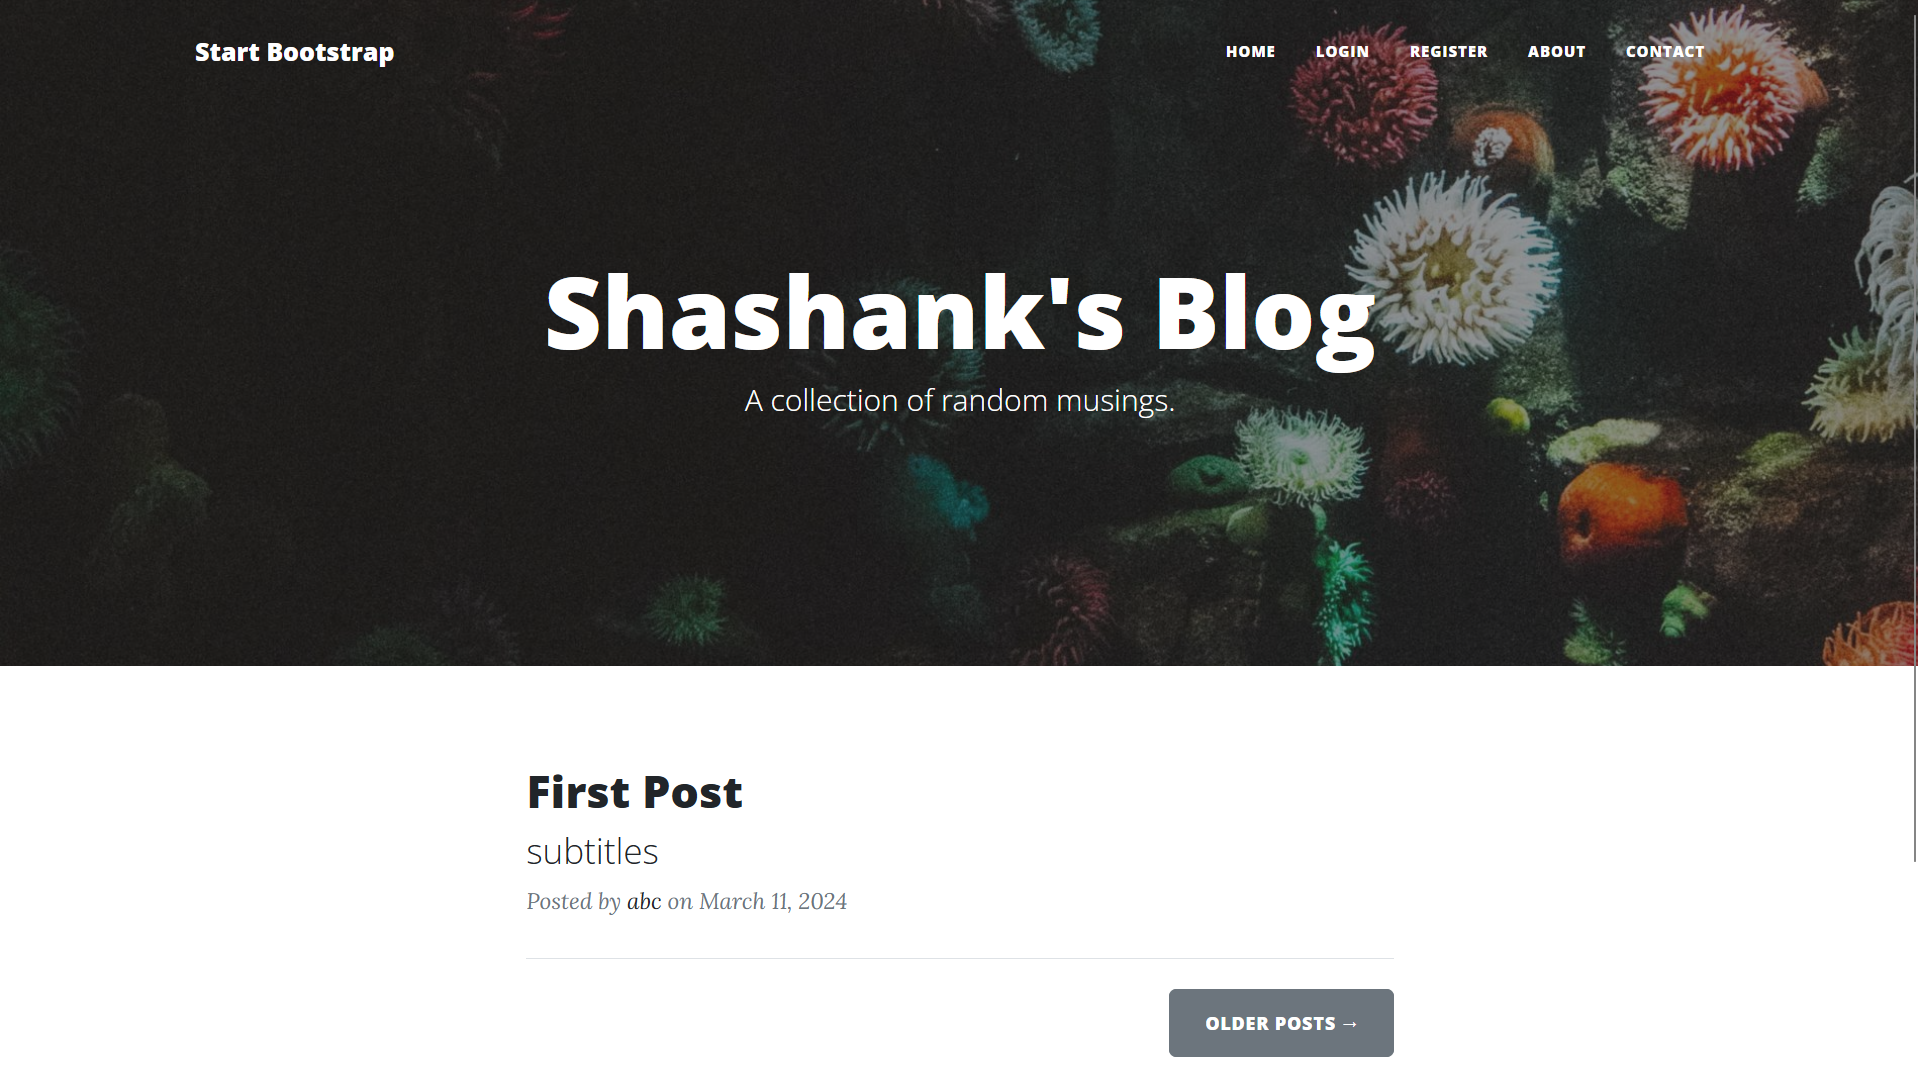 Start Bootstrap
HOME LOGIN REGISTER ABOUT CONTACT
Shashank's Blog
A collection of random musings.
First Post
subtitles
Posted by abc on March 11, 2024
OLDER POSTS →